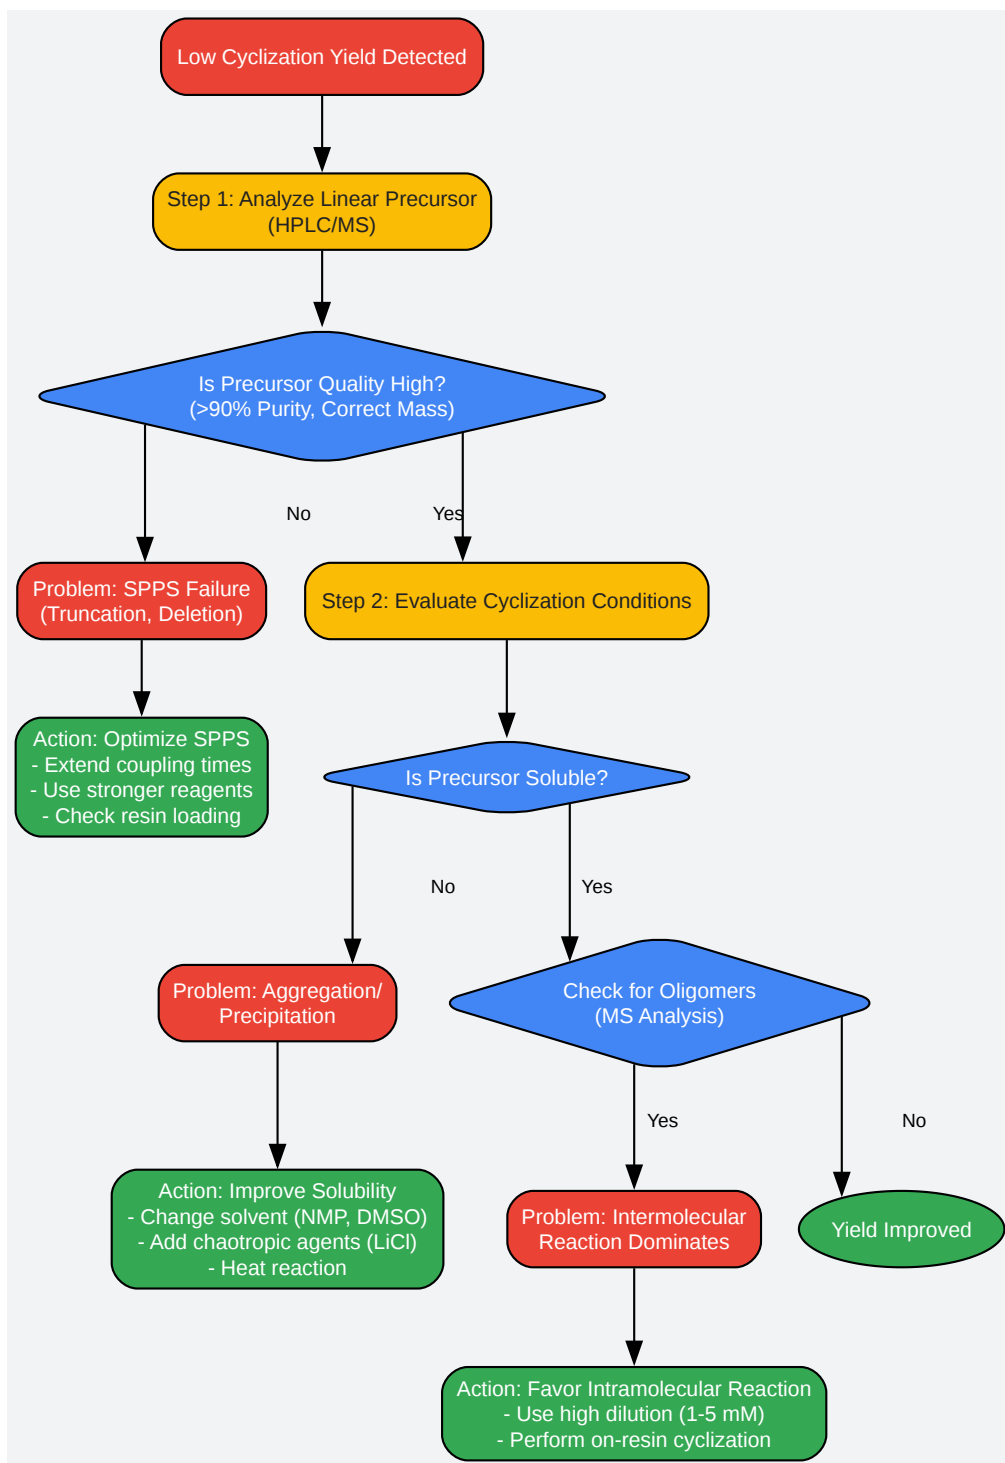 Low Cyclization Yield Detected
Step 1: Analyze Linear Precursor
(HPLC/MS)
Is Precursor Quality High?
(>90% Purity, Correct Mass)
No
Yes
Problem: SPPS Failure
(Truncation, Deletion)
Step 2: Evaluate Cyclization Conditions
Action: Optimize SPPS
- Extend coupling times
- Use stronger reagents
- Check resin loading
Is Precursor Soluble?
No
Yes
Problem: Aggregation/
Precipitation
Check for Oligomers
(MS Analysis)
Yes
No
Action: Improve Solubility
- Change solvent (NMP, DMSO)
- Add chaotropic agents (LiCl)
- Heat reaction
Problem: Intermolecular
Reaction Dominates
Yield Improved
Action: Favor Intramolecular Reaction
- Use high dilution (1-5 mM)
- Perform on-resin cyclization